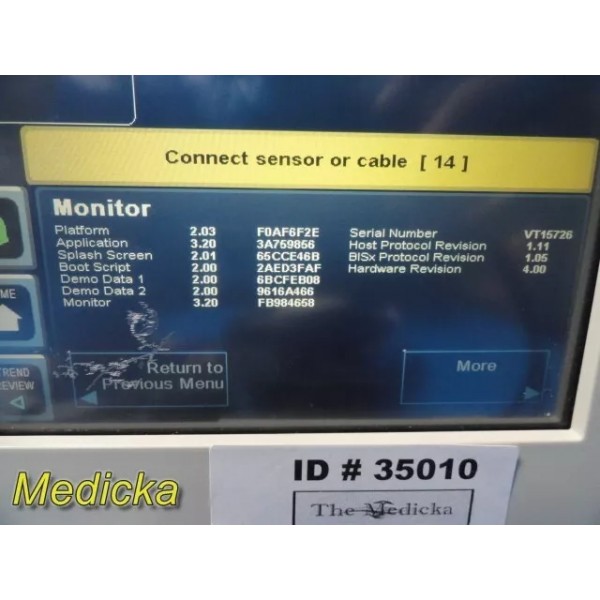 Connect sensor or cable [ 14 ]
Monitor
Platform 2.03 F0AF6F2E Serial Number VT15726
Application 3.20 3A759856 Host Protocol Revision 1.11
Splash Screen 2.01 65CCE46B BISx Protocol Revision 1.05
Boot Script 2.00 2AED3FAF Hardware Revision 4.00
Demo Data 1 2.00 6BCFEB08
Demo Data 2 2.00 9616A466
Monitor 3.20 FB984658
ME
TREND
REVIEW
Return to
Previous Menu
More
Medicka
ID # 35010
The Medicka